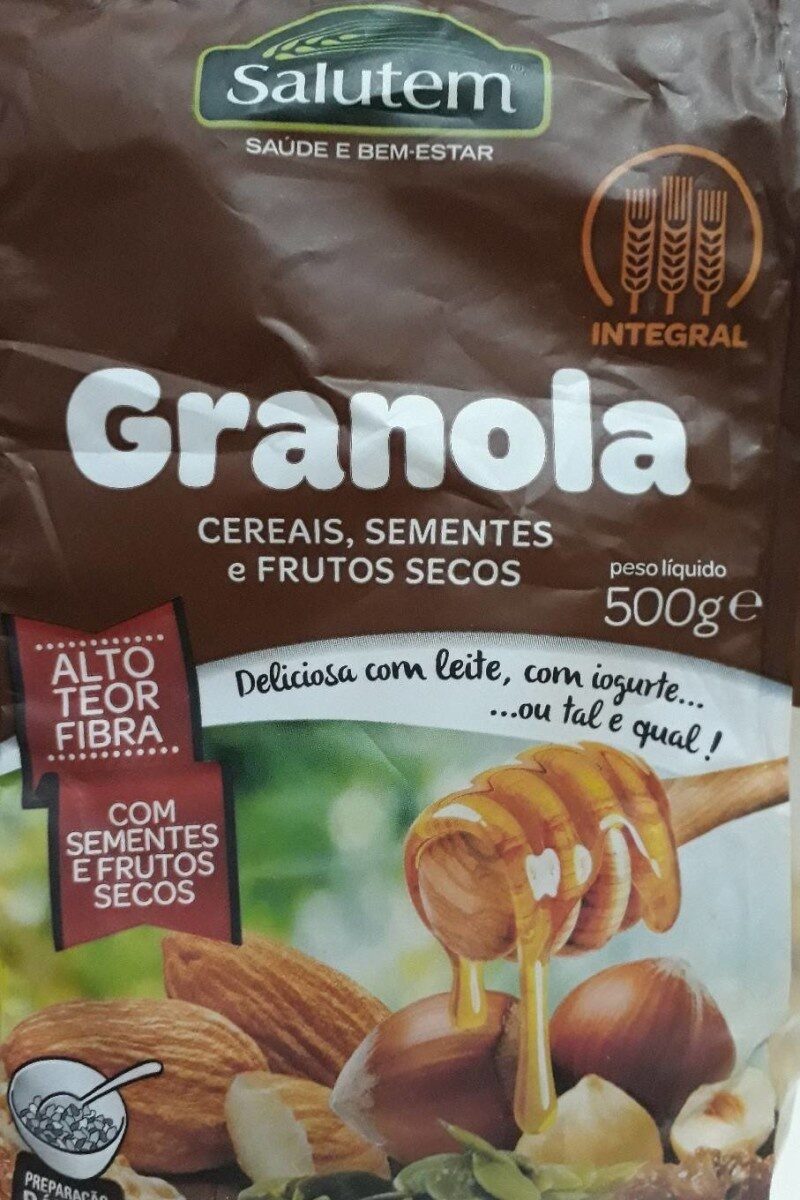 Salutem
SAÚDE E BEM-ESTAR
INTEGRAL
Granola
CEREAIS, SEMENTES
e FRUTOS SECOS
peso líquido
500g e
ALTO
TEOR
FIBRA
Deliciosa com leite, com iogurte...
...ou tal e qual!
COM
SEMENTES
E FRUTOS
SECOS
PREPARAÇÃO